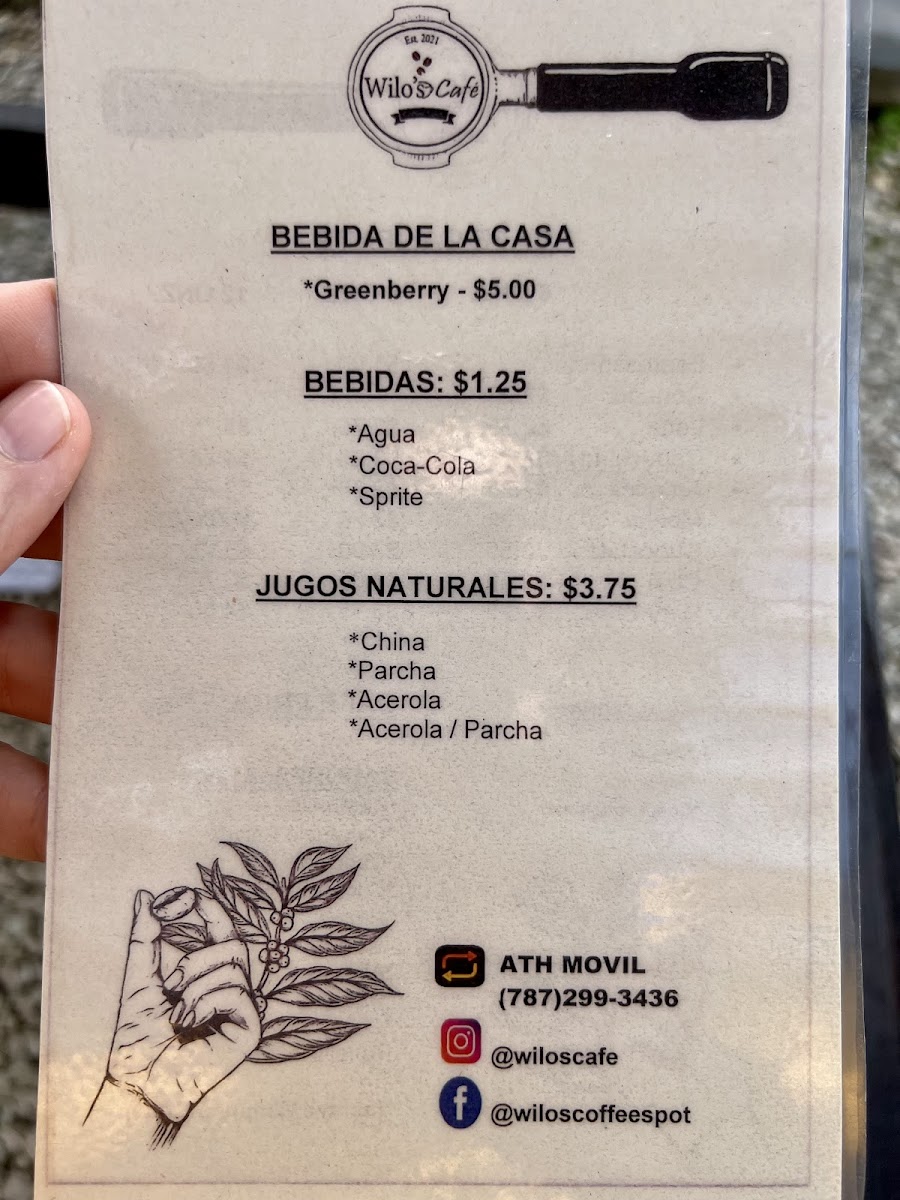 Est. 2021
Wilo's Café
BEBIDA DE LA CASA
*Greenberry - $5.00
BEBIDAS: $1.25
*Agua
*Coca-Cola
*Sprite
JUGOS NATURALES: $3.75
*China
*Parcha
*Acerola
*Acerola / Parcha
ATH MOVIL
(787)299-3436
@wiloscafe
@wiloscoffeespot